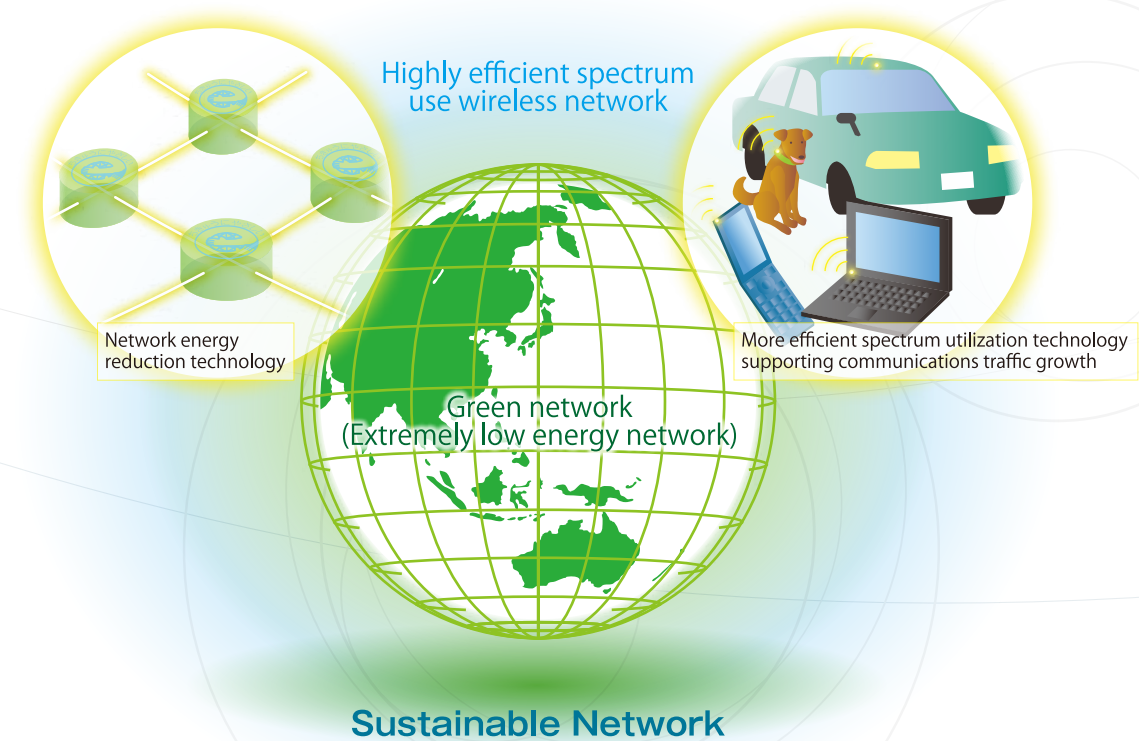 Highly efficient spectrum
use wireless network
e
e
e
e
Network energy
reduction technology
More efficient spectrum utilization technology
supporting communications traffic growth
Green network
(Extremely low energy network)
Sustainable Network